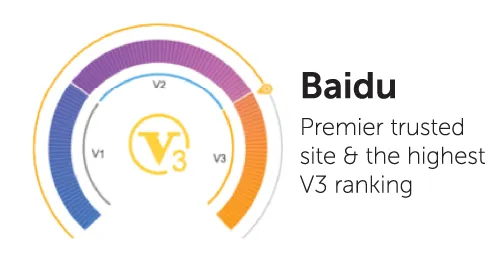 V2
V1
V3
V3
Baidu
Premier trusted
site & the highest
V3 ranking